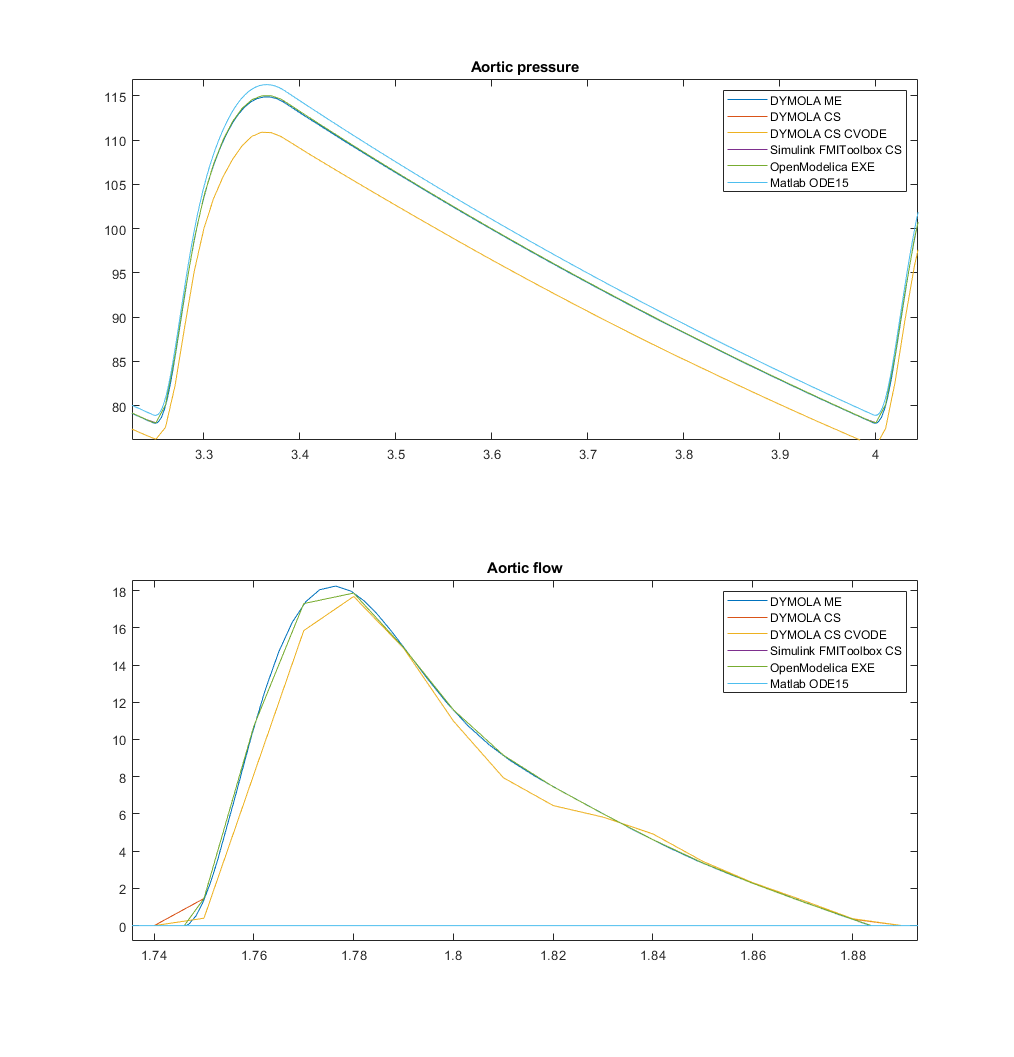 Aortic pressure
115
110
105
100
95
90
85
80
DYMOLA ME
DYMOLA CS
DYMOLA CS CVODE
Simulink FMIToolbox CS
OpenModelica EXE
Matlab ODE15
3.3 3.4 3.5 3.6 3.7 3.8 3.9 4
Aortic flow
18
16
14
12
10
8
6
4
2
0
DYMOLA ME
DYMOLA CS
DYMOLA CS CVODE
Simulink FMIToolbox CS
OpenModelica EXE
Matlab ODE15
1.74 1.76 1.78 1.8 1.82 1.84 1.86 1.88